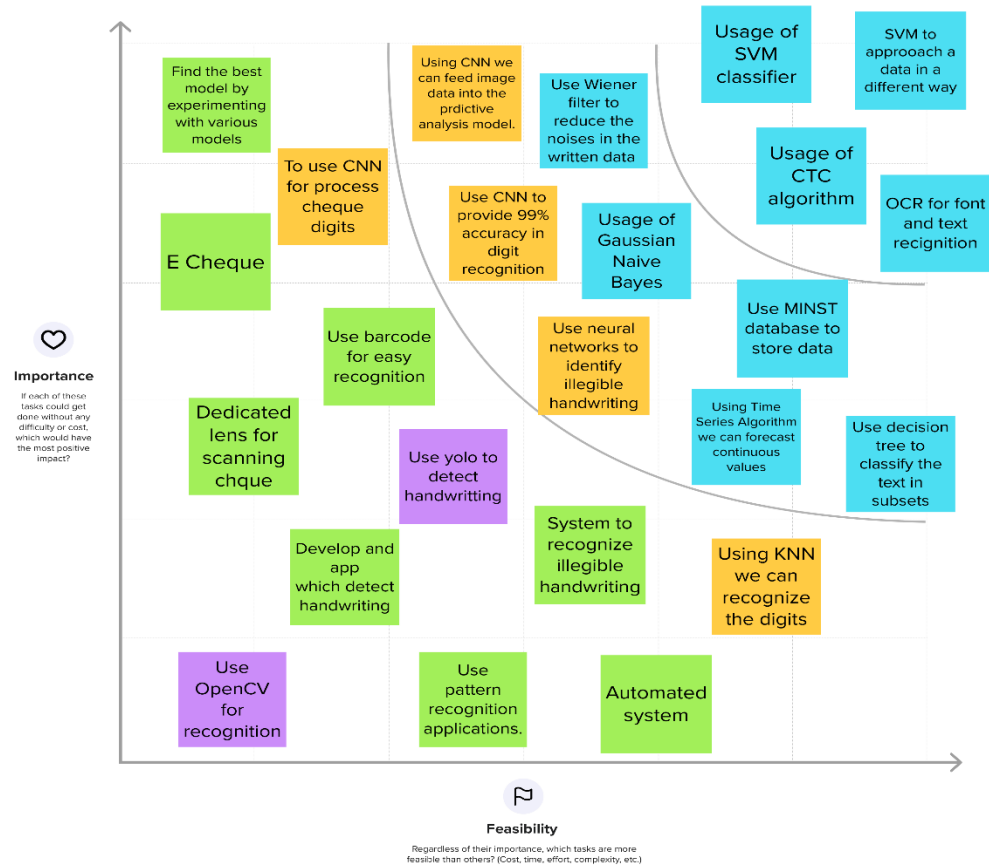 Find the best
model by
experimenting
with various
models
Using CNN we
can feed image
data into the
prdictive
analysis model.
Use Wiener
filter to
reduce the
noises in the
written data
Usage of
SVM
classifier
SVM to
approoach a
data in a
different way
To use CNN
for process
cheque
digits
Use CNN to
provide 99%
accuracy in
digit
recognition
Usage of
Gaussian
Naive
Bayes
Usage of
CTC
algorithm
OCR for font
and text
recignition
E Cheque
Use barcode
for easy
recognition
Use neural
networks to
identify
illegible
handwriting
Use MINST
database to
store data
Importance
If each of these
tasks could get
done without any
difficulty or cost,
which would have
the most positive
impact?
Dedicated
lens for
scanning
chque
Use yolo to
detect
handwritting
Using Time
Series Algorithm
we can forecast
continuous
values
Use decision
tree to
classify the
text in
subsets
Develop and
app
which detect
handwriting
System to
recognize
illegible
handwriting
Using KNN
we can
recognize
the digits
Use
OpenCV
for
recognition
Use
pattern
recognition
applications.
Automated
system
Feasibility
Regardless of their importance, which tasks are more
feasible than others? (Cost, time, effort, complexity, etc.)